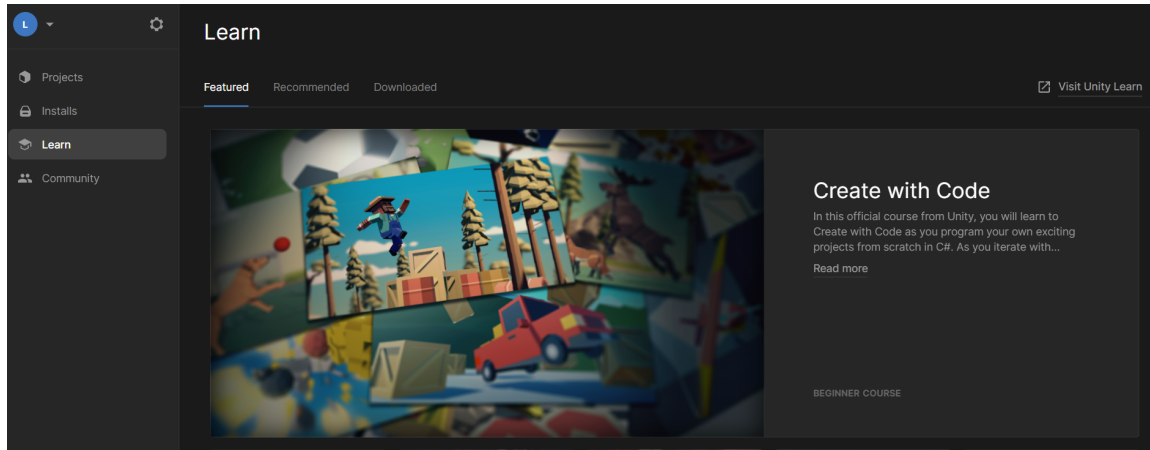 L
Projects
Installs
Learn
Community
Learn
Featured Recommended Downloaded
Visit Unity Learn
Create with Code
In this official course from Unity, you will learn to
Create with Code as you program your own exciting
projects from scratch in C#. As you iterate with...
Read more
BEGINNER COURSE